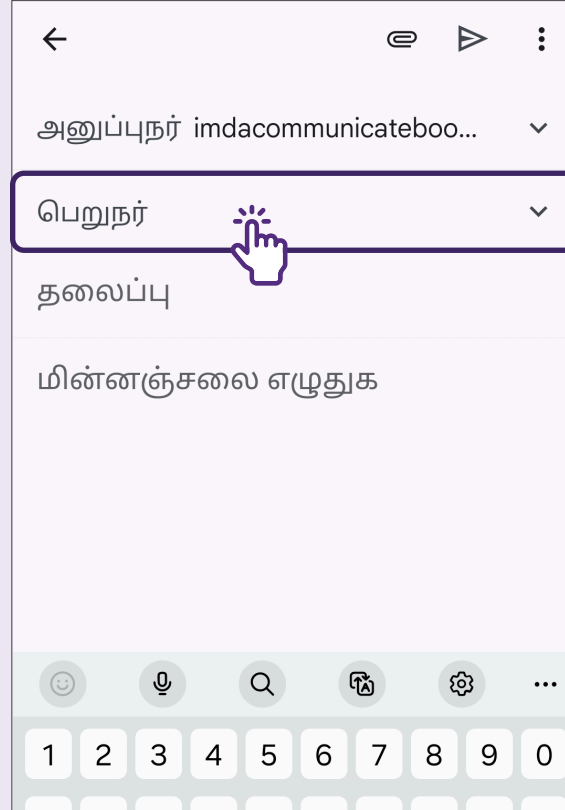 அனுப்புநர் imdacommunicateboo...
பெறுநர்
தலைப்பு
மின்னஞ்சலை எழுதுக
1 2 3 4 5 6 7 8 9 0